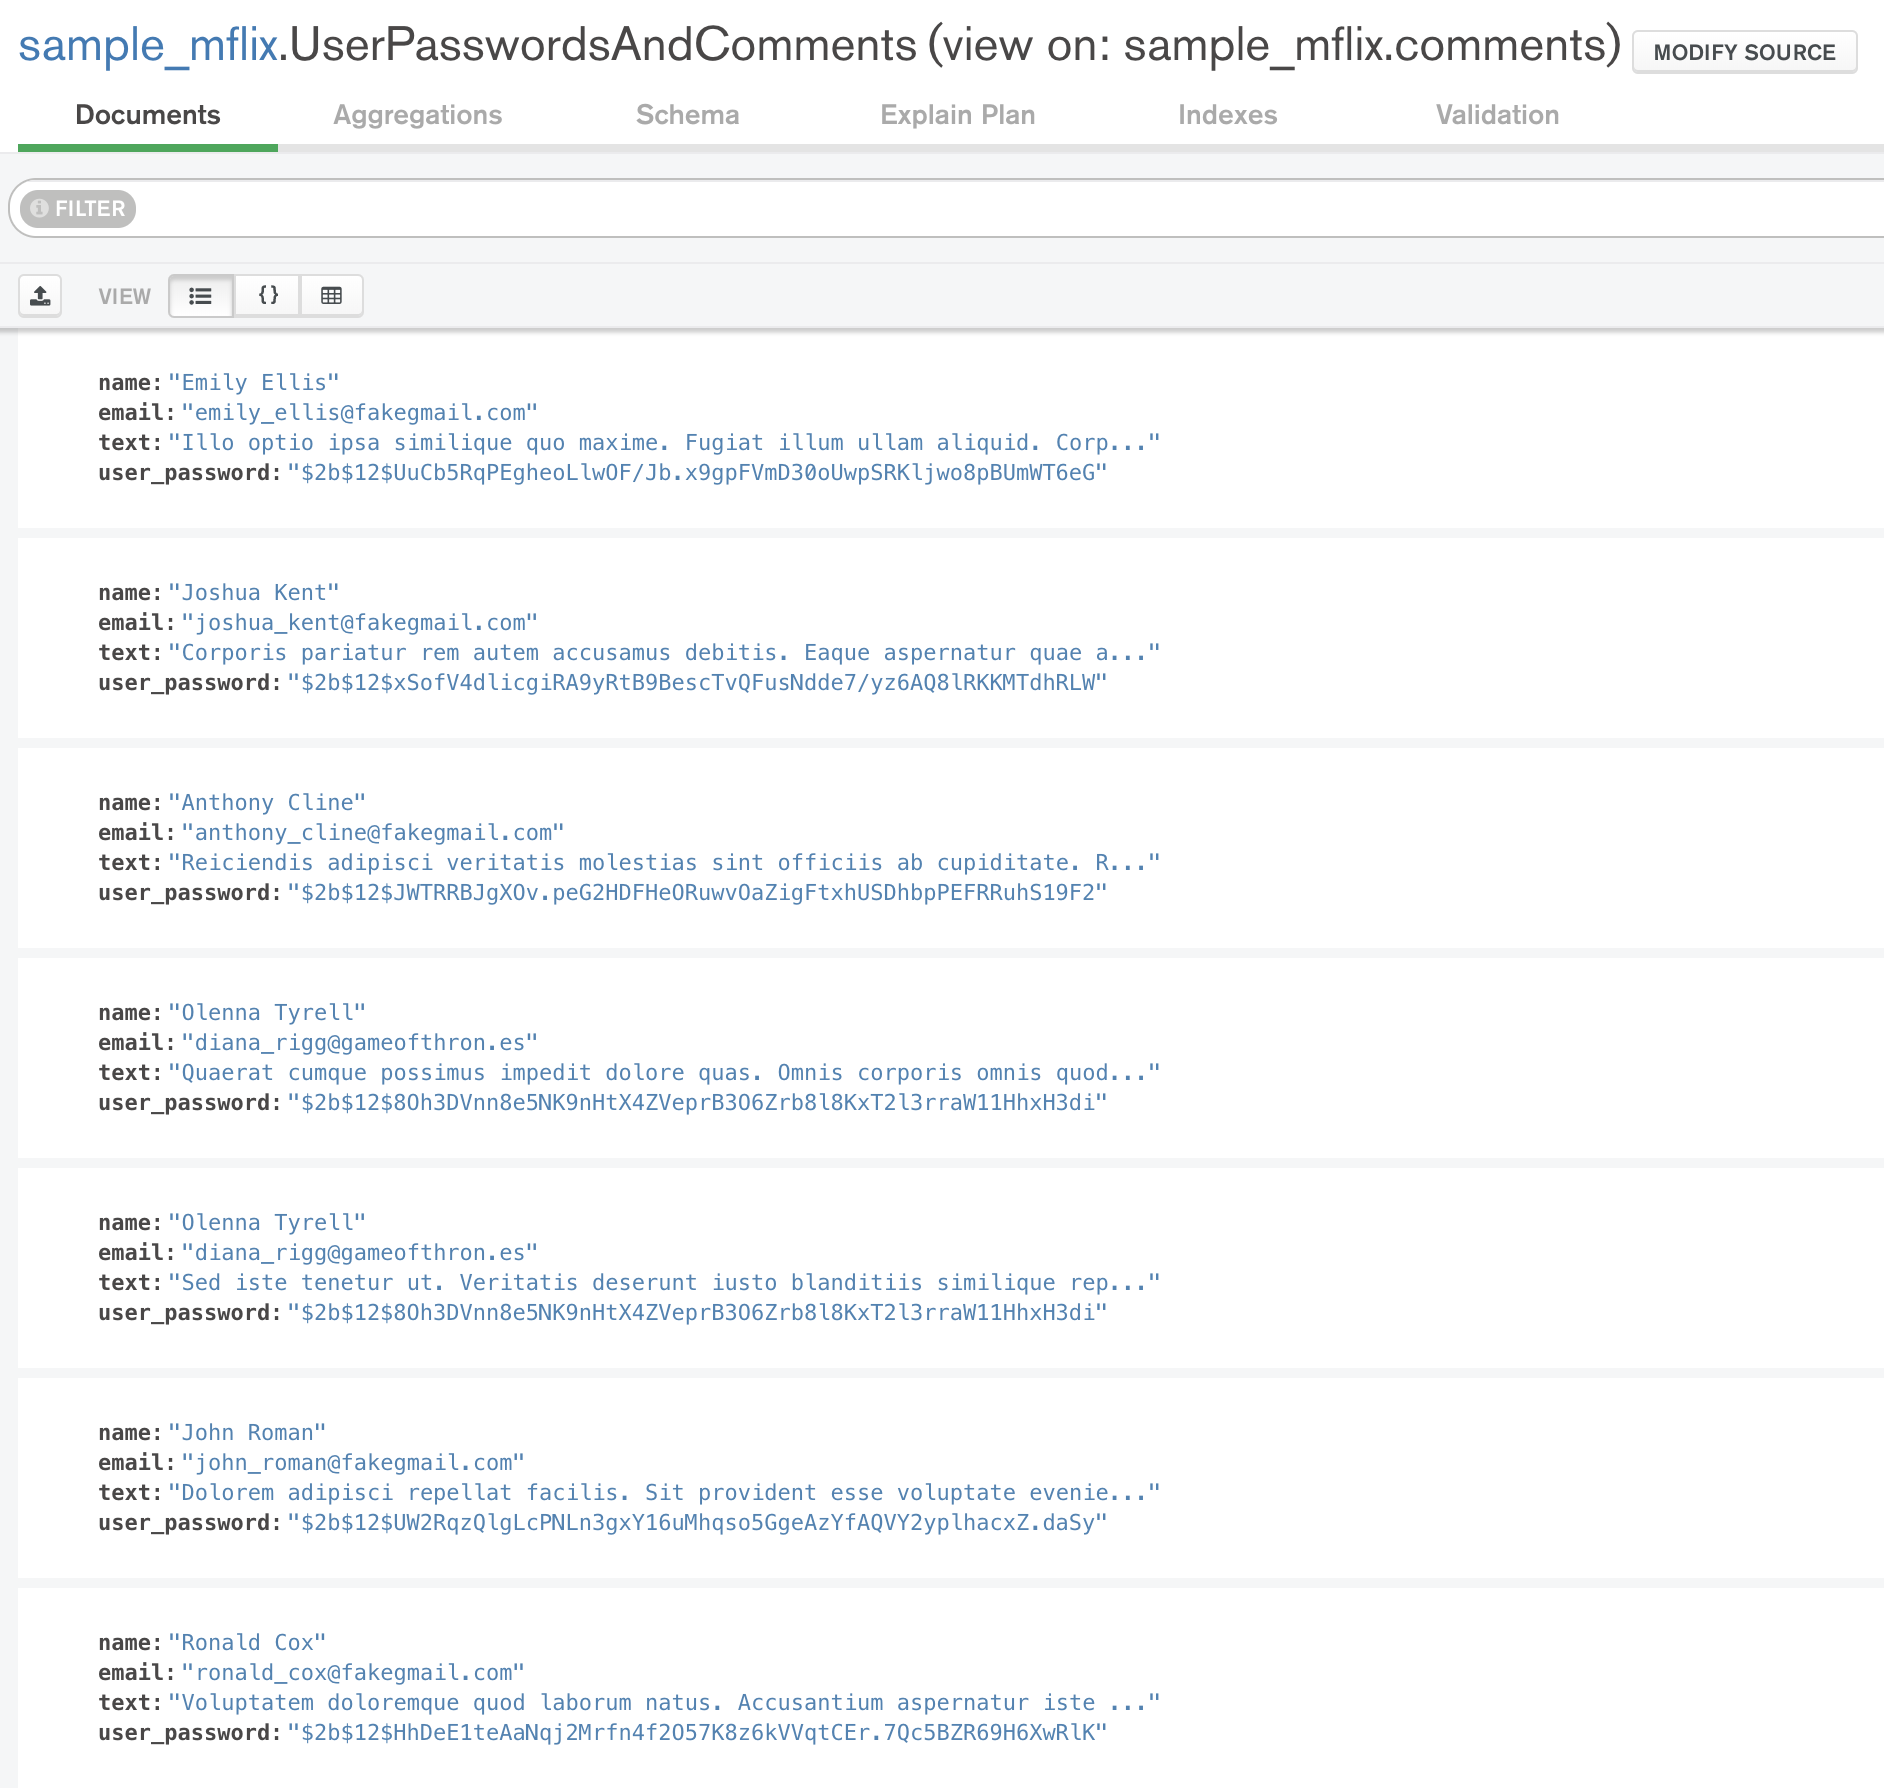 sample_mflix.UserPasswordsAndComments (view on: sample_mflix.comments) MODIFY SOURCE
Documents Aggregations Schema Explain Plan Indexes Validation
FILTER
VIEW {}
name: "Emily Ellis"
email: "emily_ellis@fakegmail.com"
text: "Illo optio ipsa similique quo maxime. Fugiat illum ullam aliquid. Corp..."
user_password: "$2b$12$UuCb5RqPEgheoLlwOF/Jb.x9gpFVmD30oUwpSRKljwo8pBUmWT6eG"
name: "Joshua Kent"
email: "joshua_kent@fakegmail.com"
text: "Corporis pariatur rem autem accusamus debitis. Eaque aspernatur quae a..."
user_password: "$2b$12$xSofV4dlicgiRA9yRtB9BescTvQFusNdde7/yz6AQ8lRKKMTdhRLW"
name: "Anthony Cline"
email: "anthony_cline@fakegmail.com"
text: "Reiciendis adipisci veritatis molestias sint officiis ab cupiditate. R..."
user_password: "$2b$12$JWTRRBJgXOv.peG2HDFHeORuwvOaZigFtxhUSDhbpPEFRRuhS19F2"
name: "Olenna Tyrell"
email: "diana_rigg@gameofthron.es"
text: "Quaerat cumque possimus impedit dolore quas. Omnis corporis omnis quod..."
user_password: "$2b$12$8Oh3DVnn8e5NK9nHtX4ZVeprB3O6Zrb8l8KxT2l3rraW11HhxH3di"
name: "Olenna Tyrell"
email: "diana_rigg@gameofthron.es"
text: "Sed iste tenetur ut. Veritatis deserunt iusto blanditiis similique rep..."
user_password: "$2b$12$8Oh3DVnn8e5NK9nHtX4ZVeprB3O6Zrb8l8KxT2l3rraW11HhxH3di"
name: "John Roman"
email: "john_roman@fakegmail.com"
text: "Dolorem adipisci repellat facilis. Sit provident esse voluptate evenie..."
user_password: "$2b$12$UW2RqzQlgLcPNLn3gxY16uMhqso5GgeAzYfAQVY2yplhacxZ.daSy"
name: "Ronald Cox"
email: "ronald_cox@fakegmail.com"
text: "Voluptatem doloremque quod laborum natus. Accusantium aspernatur iste ..."
user_password: "$2b$12$HhDeE1teAaNqj2Mrfn4f2O57K8z6kVVqtCEr.7Qc5BZR69H6XwRlK"